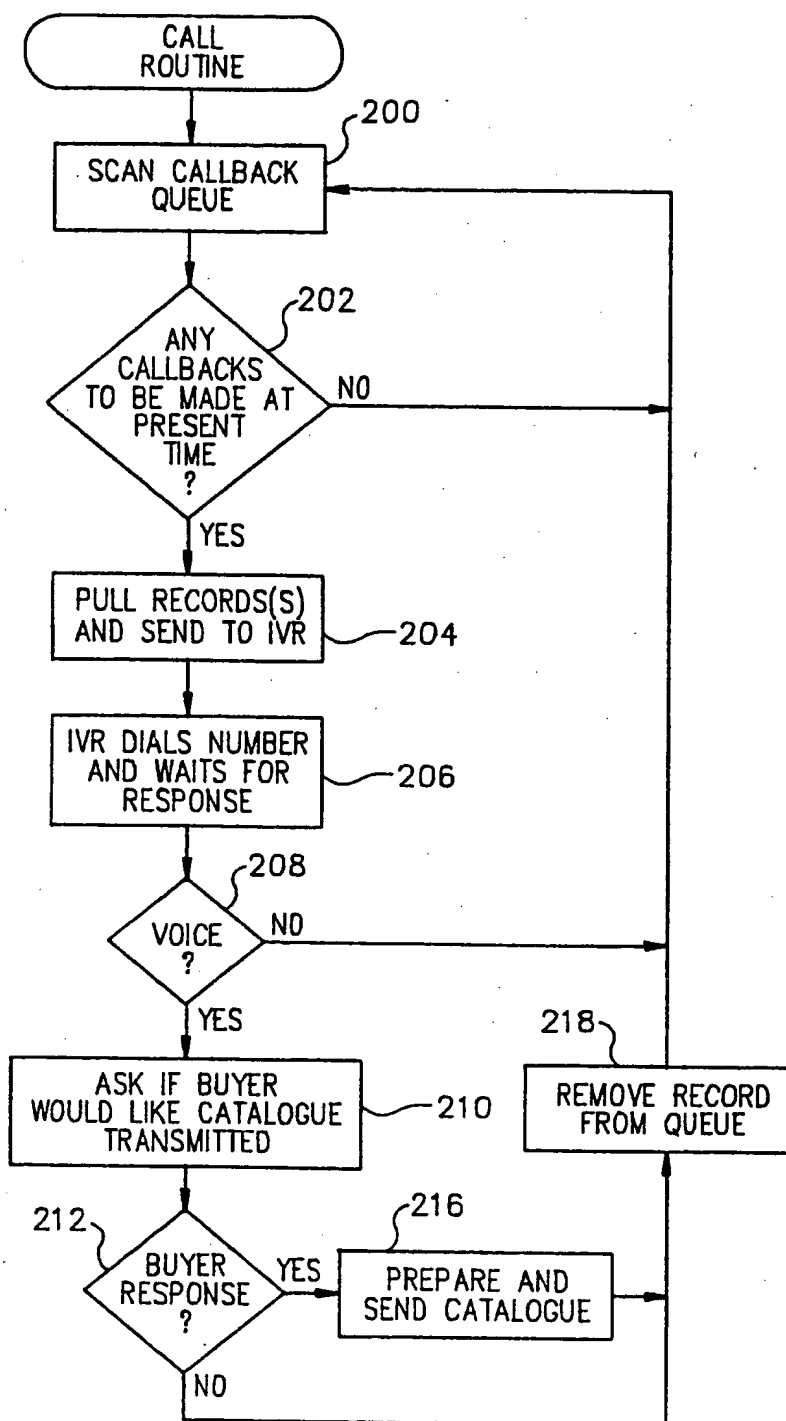 CALL
ROUTINE
200
SCAN CALLBACK
QUEUE
202
ANY
CALLBACKS
TO BE MADE AT
PRESENT
TIME
?
NO
YES
PULL RECORDS(S)
AND SEND TO IVR
204
IVR DIALS NUMBER
AND WAITS FOR
RESPONSE
206
208
VOICE
?
NO
YES
218
ASK IF BUYER
WOULD LIKE CATALOGUE
TRANSMITTED
210
REMOVE RECORD
FROM QUEUE
212
216
BUYER
RESPONSE
?
YES
PREPARE AND
SEND CATALOGUE
NO